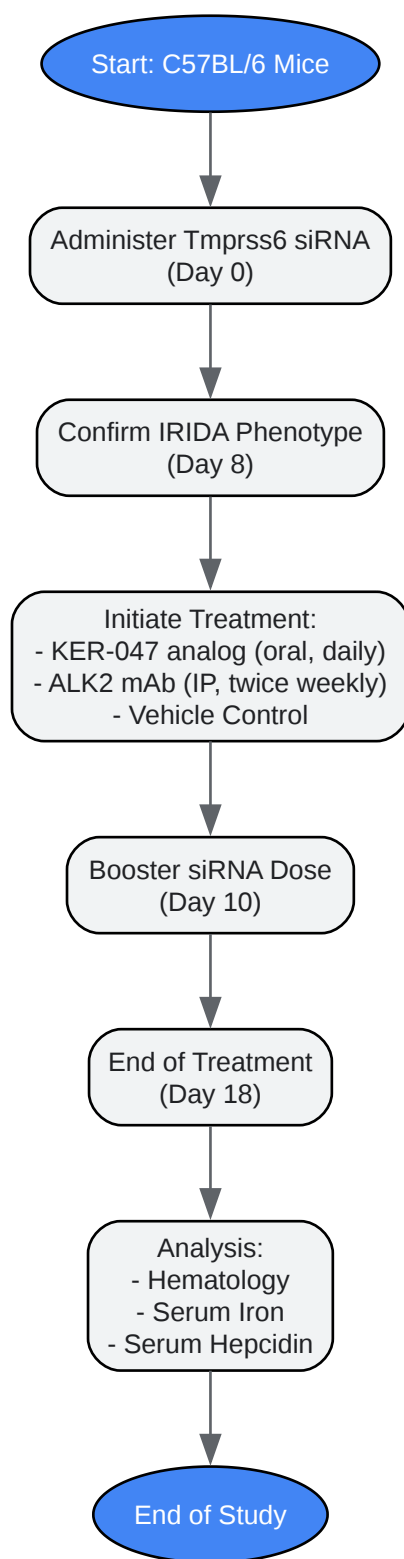 Start: C57BL/6 Mice
Administer Tmprss6 siRNA
(Day 0)
Confirm IRIDA Phenotype
(Day 8)
Initiate Treatment:
- KER-047 analog (oral, daily)
- ALK2 mAb (IP, twice weekly)
- Vehicle Control
Booster siRNA Dose
(Day 10)
End of Treatment
(Day 18)
Analysis:
- Hematology
- Serum Iron
- Serum Hepcidin
End of Study